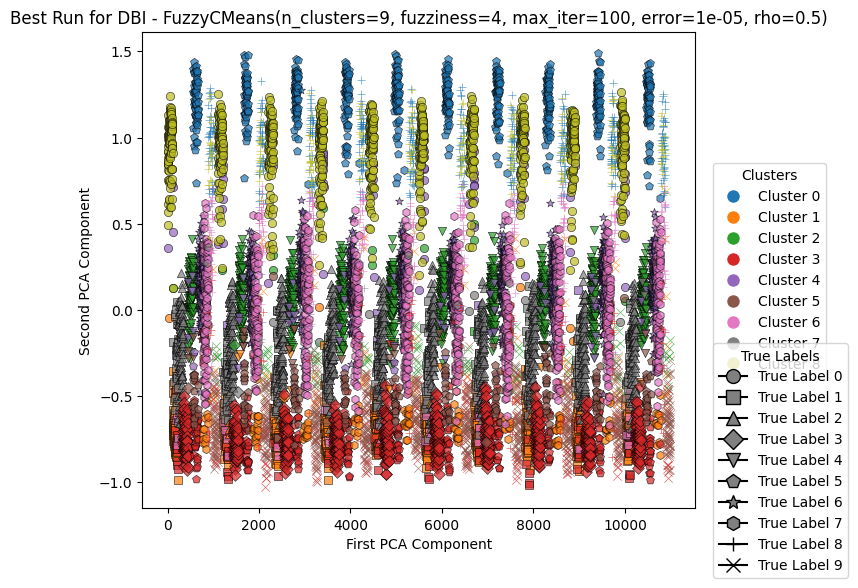 Best Run for DBI - FuzzyCMeans(n_clusters=9, fuzziness=4, max_iter=100, error=1e-05, rho=0.5)
1.5
1.0
0.5
0.0
−0.5
−1.0
Second PCA Component
0
2000
4000
6000
8000
10000
First PCA Component
Clusters
Cluster 0
Cluster 1
Cluster 2
Cluster 3
Cluster 4
Cluster 5
Cluster 6
Cluster 7
Cluster 8
True Labels
True Label 0
True Label 1
True Label 2
True Label 3
True Label 4
True Label 5
True Label 6
True Label 7
True Label 8
True Label 9